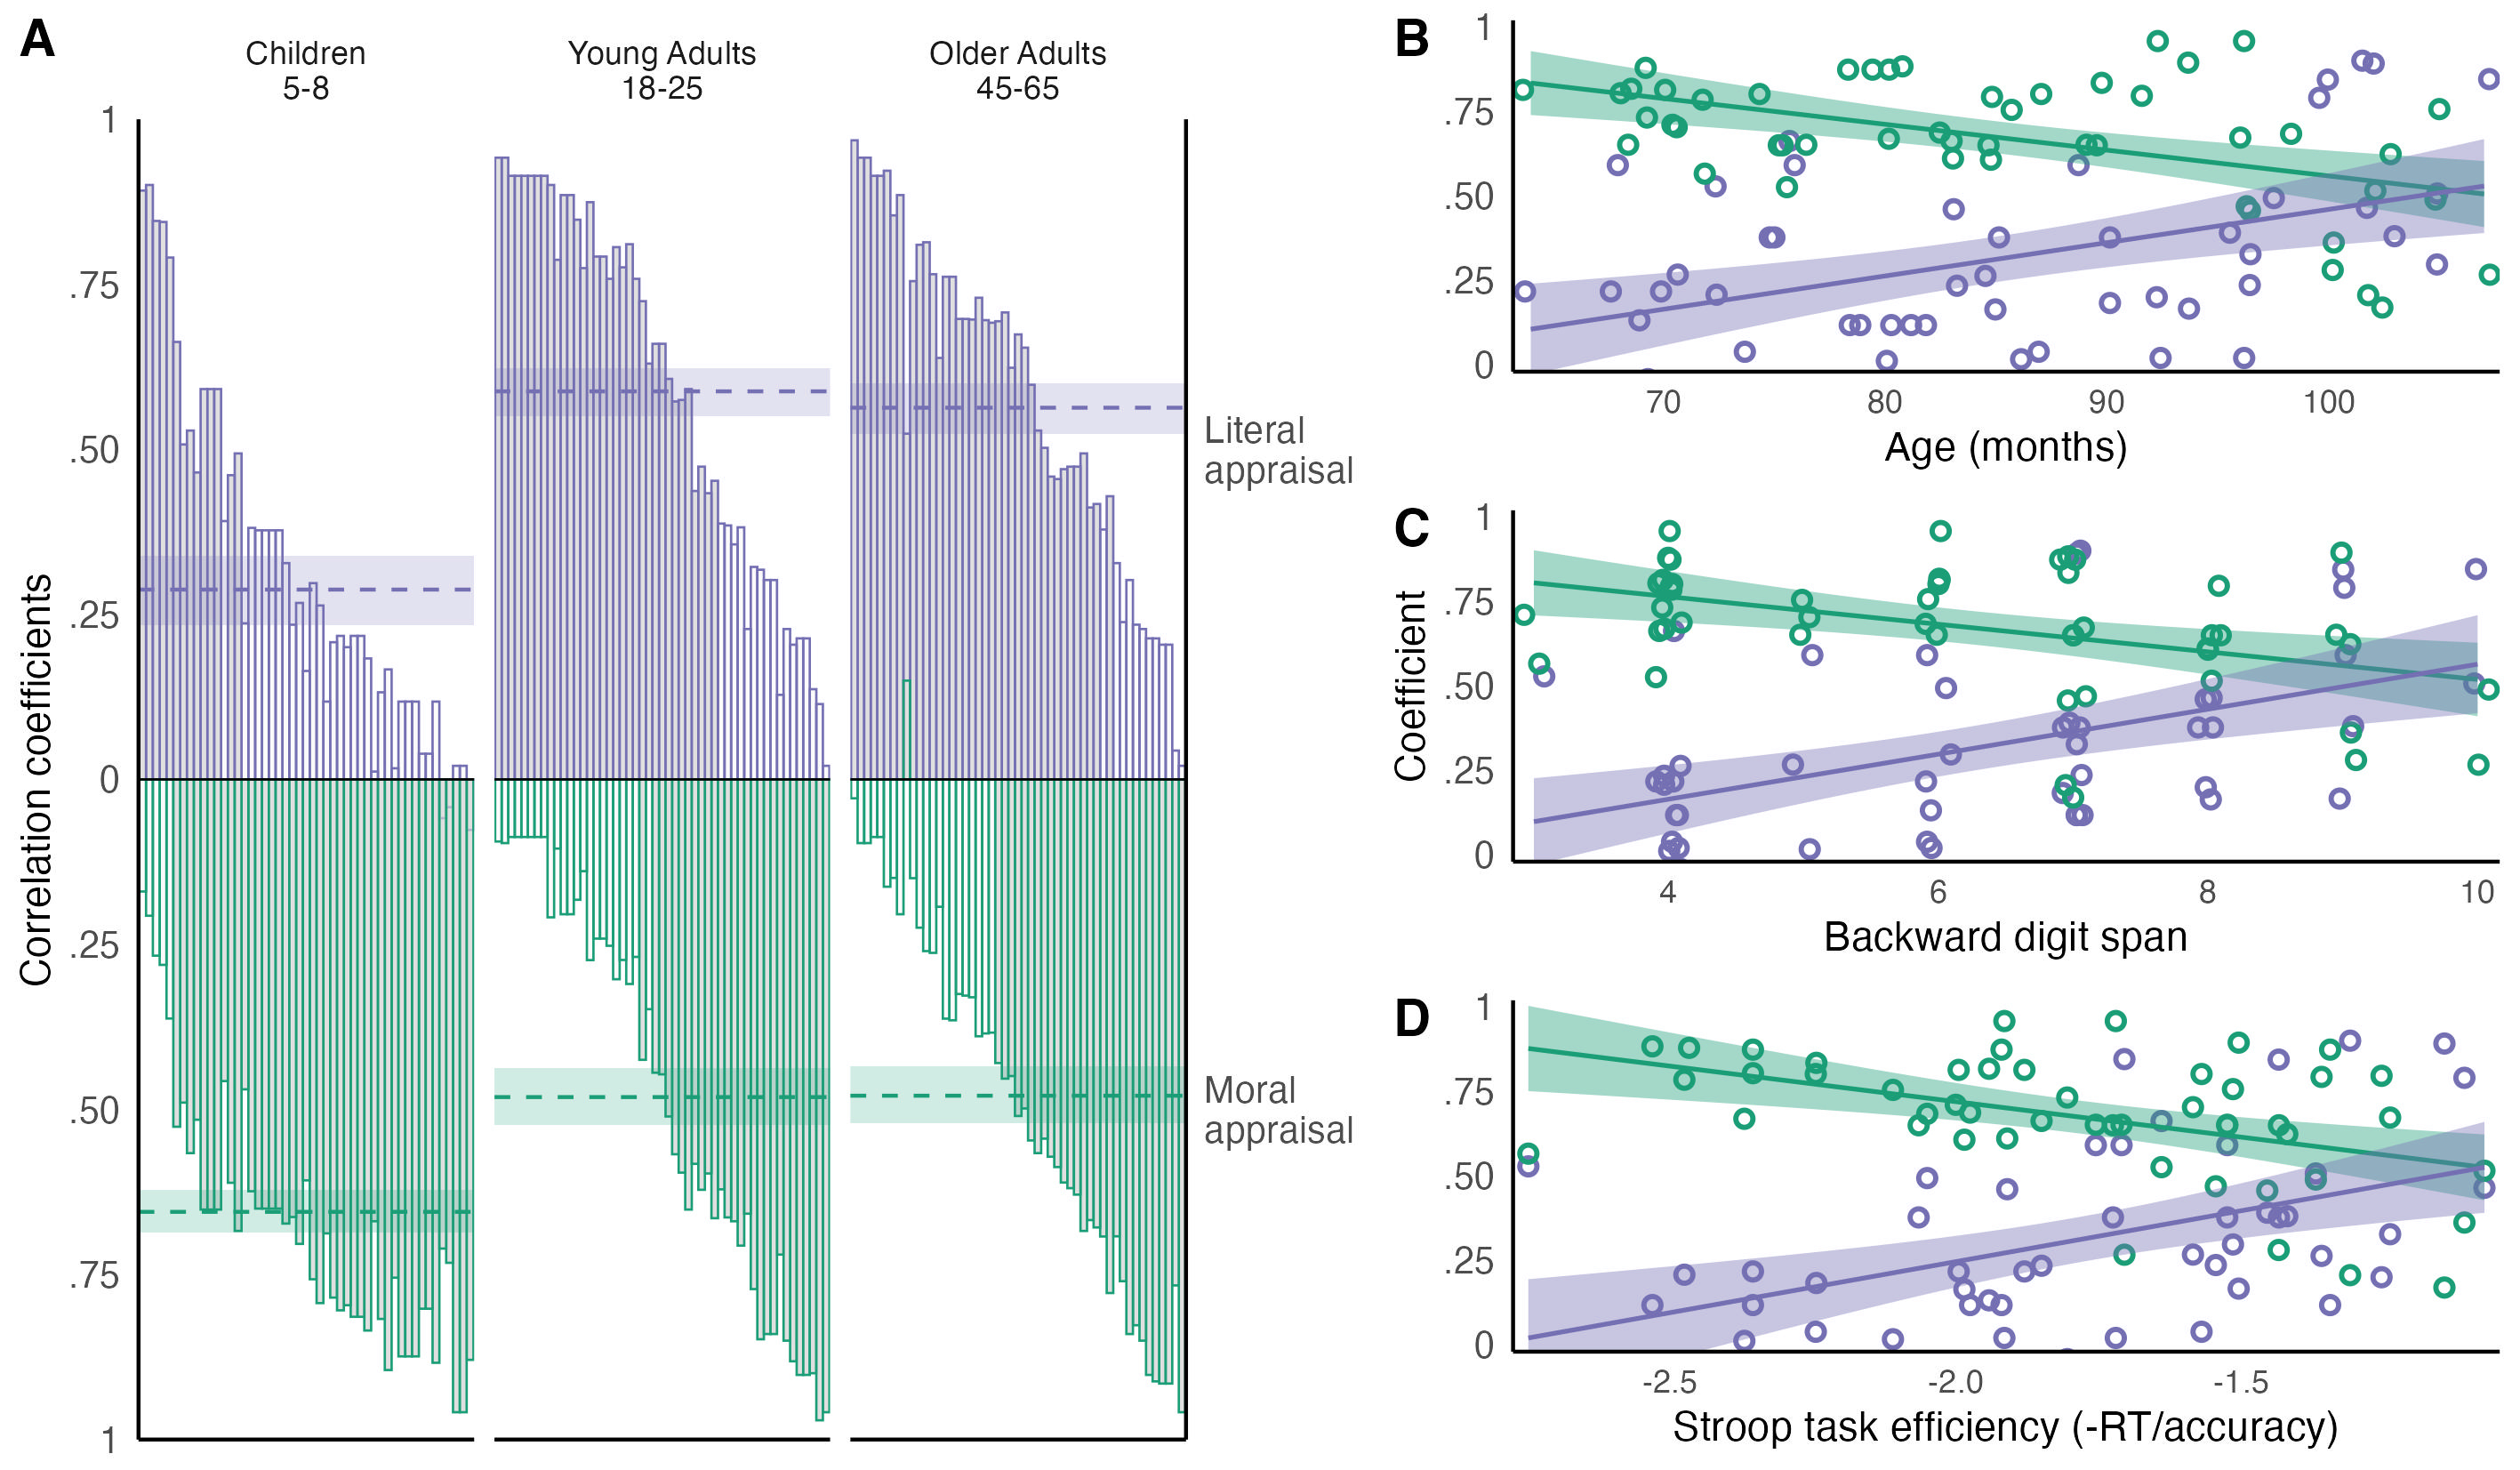 A
Children
5-8
Young Adults
18-25
Older Adults
45-65
1
.75
.50
.25
0
.25
.50
.75
1
Correlation coefficients
Literal
appraisal
Moral
appraisal
B
1
.75
.50
.25
0
70 80 90 100
Age (months)
C
Coefficient
1
.75
.50
.25
0
4 6 8 10
Backward digit span
D
1
.75
.50
.25
0
-2.5 -2.0 -1.5
Stroop task efficiency (-RT/accuracy)